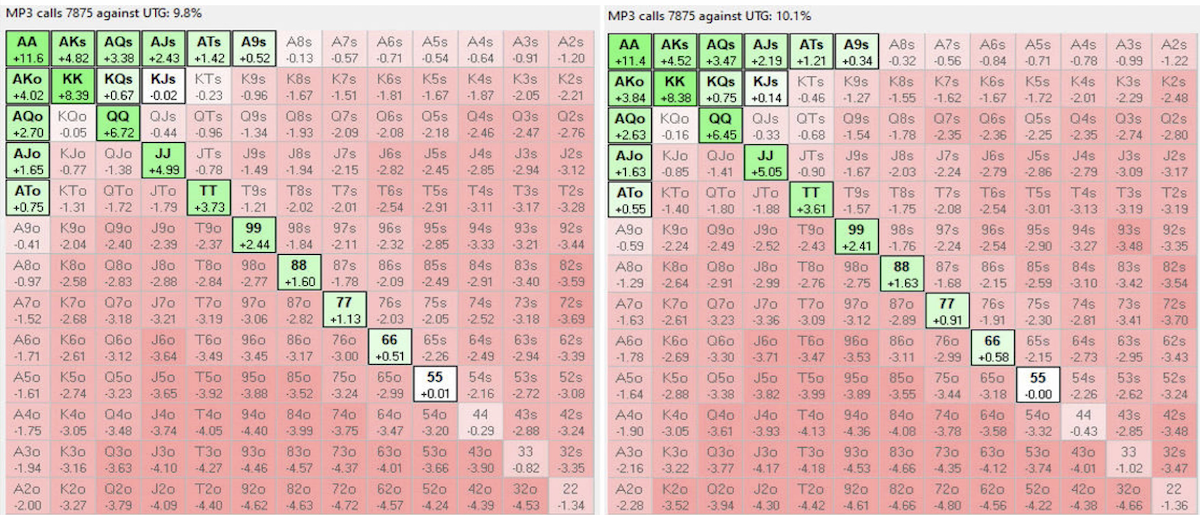 MP3 calls 7875 against UTG: 9.8%
AA AKs AQs AJs ATs A9s A8s A7s A6s A5s A4s A3s A2s
+11.6 +4.82 +3.38 +2.43 +1.42 +0.52 -0.13 -0.57 -0.71 -0.54 -0.64 -0.91 -1.20
AKo KK KQs KJs KTs K9s K8s K7s K6s K5s K4s K3s K2s
+4.02 +8.39 +0.67 -0.02 -0.23 -0.96 -1.67 -1.51 -1.81 -1.67 -1.87 -2.05 -2.21
AQo KQo QQ QJs QTs Q9s Q8s Q7s Q6s Q5s Q4s Q3s Q2s
+2.70 -0.05 +6.72 -0.44 -0.96 -1.34 -1.93 -2.09 -2.08 -2.18 -2.46 -2.47 -2.76
AJo KJo QJo JJ JTs J9s J8s J7s J6s J5s J4s J3s J2s
+1.65 -0.77 -1.38 +4.99 -0.78 -1.49 -1.94 -2.15 -2.82 -2.45 -2.85 -2.94 -3.12
ATo KTo QTo JTo TT T9s T8s T7s T6s T5s T4s T3s T2s
+0.75 -1.31 -1.72 -1.79 +3.73 -1.21 -2.02 -2.01 -2.54 -2.91 -3.11 -3.17 -3.28
A9o K9o Q9o J9o T9o 99 98s 97s 96s 95s 94s 93s 92s
-0.41 -2.04 -2.40 -2.39 -2.37 +2.44 -1.84 -2.11 -2.32 -2.85 -3.33 -3.21 -3.44
A8o K8o Q8o J8o T8o 98o 88 87s 86s 85s 84s 83s 82s
-0.97 -2.58 -2.83 -2.88 -2.84 -2.77 +1.60 -1.78 -2.09 -2.49 -2.91 -3.40 -3.59
A7o K7o Q7o J7o T7o 97o 87o 77 76s 75s 74s 73s 72s
-1.52 -2.68 -3.18 -3.21 -3.19 -3.06 -2.82 +1.13 -2.03 -2.05 -2.52 -3.18 -3.69
A6o K6o Q6o J6o T6o 96o 86o 76o 66 65s 64s 63s 62s
-1.71 -2.61 -3.12 -3.64 -3.49 -3.45 -3.17 -3.00 +0.51 -2.26 -2.49 -2.94 -3.39
A5o K5o Q5o J5o T5o 95o 85o 75o 65o 55 54s 53s 52s
-1.61 -2.74 -3.23 -3.65 -3.92 -3.88 -3.52 -3.24 -2.99 +0.01 -2.16 -2.72 -3.08
A4o K4o Q4o J4o T4o 94o 84o 74o 64o 54o 44 43s 42s
-1.75 -3.05 -3.48 -3.74 -4.05 -4.40 -3.99 -3.75 -3.47 -3.20 -0.29 -2.88 -3.24
A3o K3o Q3o J3o T3o 93o 83o 73o 63o 53o 43o 33 32s
-1.94 -3.16 -3.63 -4.10 -4.27 -4.46 -4.57 -4.37 -4.01 -3.66 -3.90 -0.82 -3.35
A2o K2o Q2o J2o T2o 92o 82o 72o 62o 52o 42o 32o 22
-2.00 -3.27 -3.79 -4.09 -4.40 -4.62 -4.63 -4.72 -4.57 -4.24 -4.39 -4.53 -1.34
MP3 calls 7875 against UTG: 10.1%
AA AKs AQs AJs ATs A9s A8s A7s A6s A5s A4s A3s A2s
+11.4 +4.52 +3.47 +2.19 +1.21 +0.34 -0.32 -0.56 -0.84 -0.71 -0.78 -0.99 -1.22
AKo KK KQs KJs KTs K9s K8s K7s K6s K5s K4s K3s K2s
+3.84 +8.38 +0.75 +0.14 -0.46 -1.27 -1.55 -1.62 -1.67 -1.72 -2.01 -2.29 -2.48
AQo KQo QQ QJs QTs Q9s Q8s Q7s Q6s Q5s Q4s Q3s Q2s
+2.63 -0.16 +6.45 -0.33 -0.68 -1.54 -1.78 -2.35 -2.36 -2.25 -2.35 -2.74 -2.80
AJo KJo QJo JJ JTs J9s J8s J7s J6s J5s J4s J3s J2s
+1.63 -0.85 -1.41 +5.05 -0.90 -1.67 -2.03 -2.24 -2.79 -2.86 -2.79 -3.09 -3.17
ATo KTo QTo JTo TT T9s T8s T7s T6s T5s T4s T3s T2s
+0.55 -1.40 -1.80 -1.88 +3.61 -1.57 -1.75 -2.08 -2.54 -3.01 -3.13 -3.19 -3.19
A9o K9o Q9o J9o T9o 99 98s 97s 96s 95s 94s 93s 92s
-0.59 -2.24 -2.49 -2.52 -2.43 +2.41 -1.76 -2.24 -2.54 -2.90 -3.27 -3.48 -3.35
A8o K8o Q8o J8o T8o 98o 88 87s 86s 85s 84s 83s 82s
-1.29 -2.64 -2.91 -2.99 -2.76 -2.75 +1.63 -1.68 -2.15 -2.59 -3.10 -3.42 -3.54
A7o K7o Q7o J7o T7o 97o 87o 77 76s 75s 74s 73s 72s
-1.63 -2.61 -3.23 -3.36 -3.09 -3.12 -2.89 +0.91 -1.91 -2.30 -2.81 -3.41 -3.70
A6o K6o Q6o J6o T6o 96o 86o 76o 66 65s 64s 63s 62s
-1.78 -2.69 -3.30 -3.71 -3.47 -3.53 -3.11 -2.99 +0.58 -2.15 -2.73 -2.95 -3.43
A5o K5o Q5o J5o T5o 95o 85o 75o 65o 55 54s 53s 52s
-1.64 -2.88 -3.38 -3.82 -3.99 -3.89 -3.55 -3.44 -3.18 -0.00 -2.26 -2.62 -3.24
A4o K4o Q4o J4o T4o 94o 84o 74o 64o 54o 44 43s 42s
-1.90 -3.05 -3.61 -3.93 -4.13 -4.36 -4.08 -3.78 -3.58 -3.32 -0.43 -2.85 -3.48
A3o K3o Q3o J3o T3o 93o 83o 73o 63o 53o 43o 33 32s
-2.16 -3.22 -3.77 -4.17 -4.18 -4.53 -4.66 -4.35 -4.12 -3.74 -4.01 -1.02 -3.47
A2o K2o Q2o J2o T2o 92o 82o 72o 62o 52o 42o 32o 22
-2.28 -3.52 -3.94 -4.30 -4.42 -4.61 -4.66 -4.80 -4.56 -4.22 -4.38 -4.66 -1.36